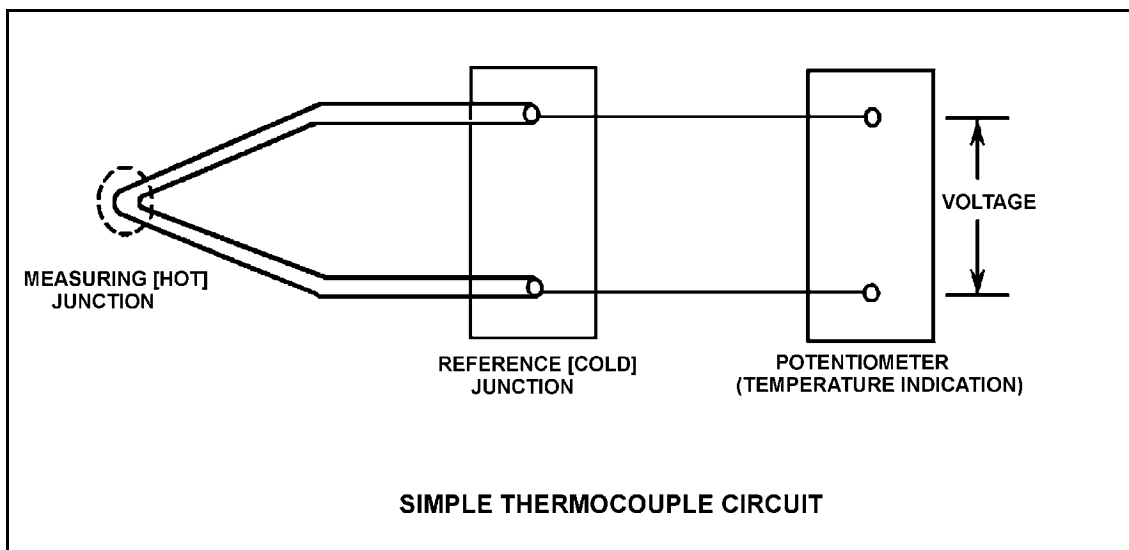 VOLTAGE
MEASURING [HOT]
JUNCTION
REFERENCE [COLD]
JUNCTION
POTENTIOMETER
(TEMPERATURE INDICATION)
SIMPLE THERMOCOUPLE CIRCUIT